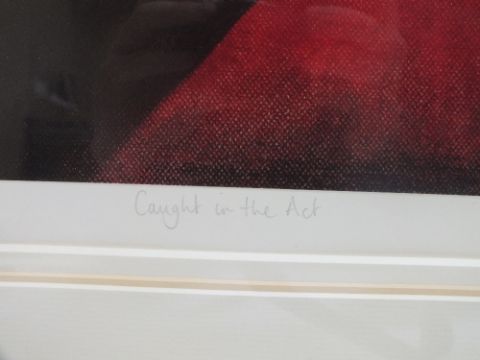 Caught in the Act